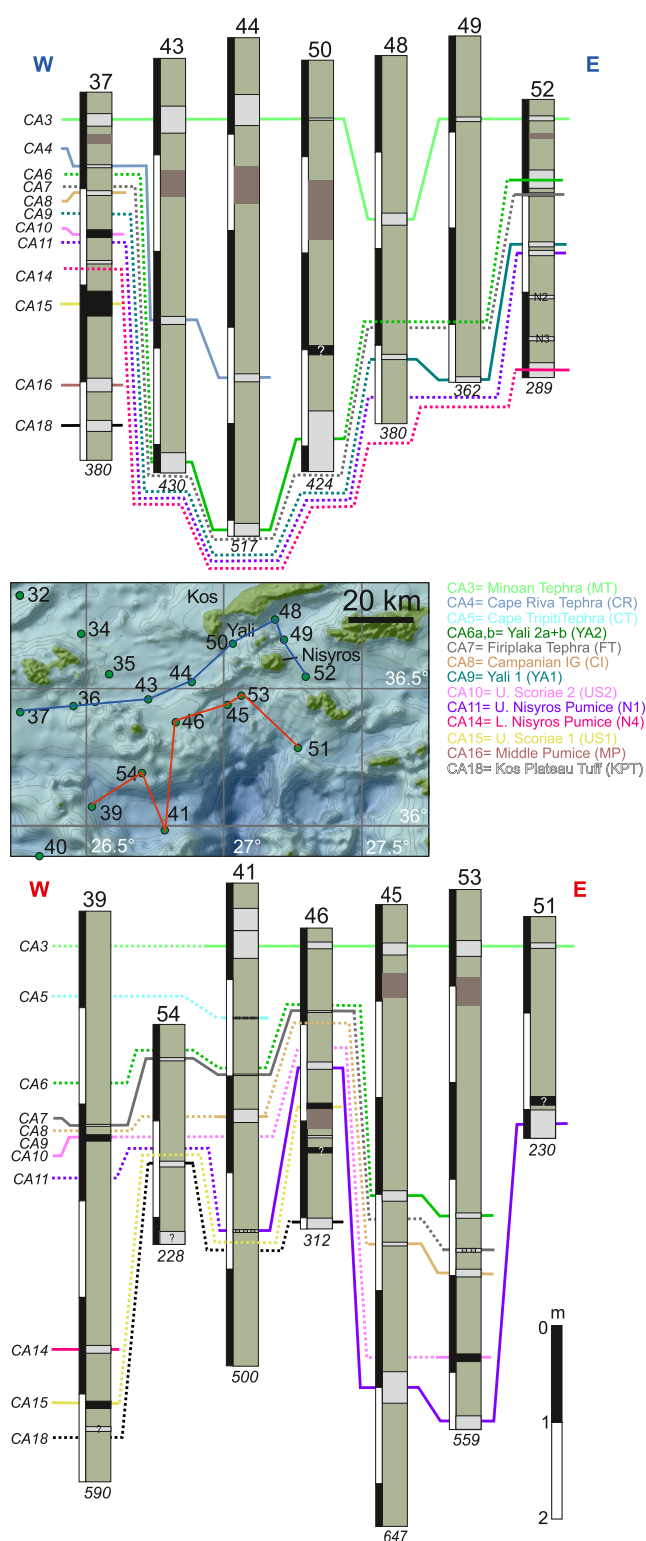 W
37
43
44
50
48
49
52
E
CA3
CA4
CA6
CA7
CA8
CA9
CA10
CA11
CA14
CA15
CA16
CA18
?
N2
N3
380
430
517
424
380
362
289
32
34
35
36
37
43
44
50
48
49
52
53
45
46
51
54
39
41
40
Kos
Yali
Nisyros
20 km
36.5°
36°
26.5°
27°
27.5°
CA3= Minoan Tephra (MT)
CA4= Cape Riva Tephra (CR)
CA5= Cape TripitiTephra (CT)
CA6a,b= Yali 2a+b (YA2)
CA7= Firiplaka Tephra (FT)
CA8= Campanian IG (CI)
CA9= Yali 1 (YA1)
CA10= U. Scoriae 2 (US2)
CA11= U. Nisyros Pumice (N1)
CA14= L. Nisyros Pumice (N4)
CA15= U. Scoriae 1 (US1)
CA16= Middle Pumice (MP)
CA18= Kos Plateau Tuff (KPT)
W
39
54
41
46
45
53
51
E
CA3
CA5
CA6
CA7
CA8
CA9
CA10
CA11
CA14
CA15
CA18
?
?
?
?
590
228
500
312
647
559
230
m
0
1
2